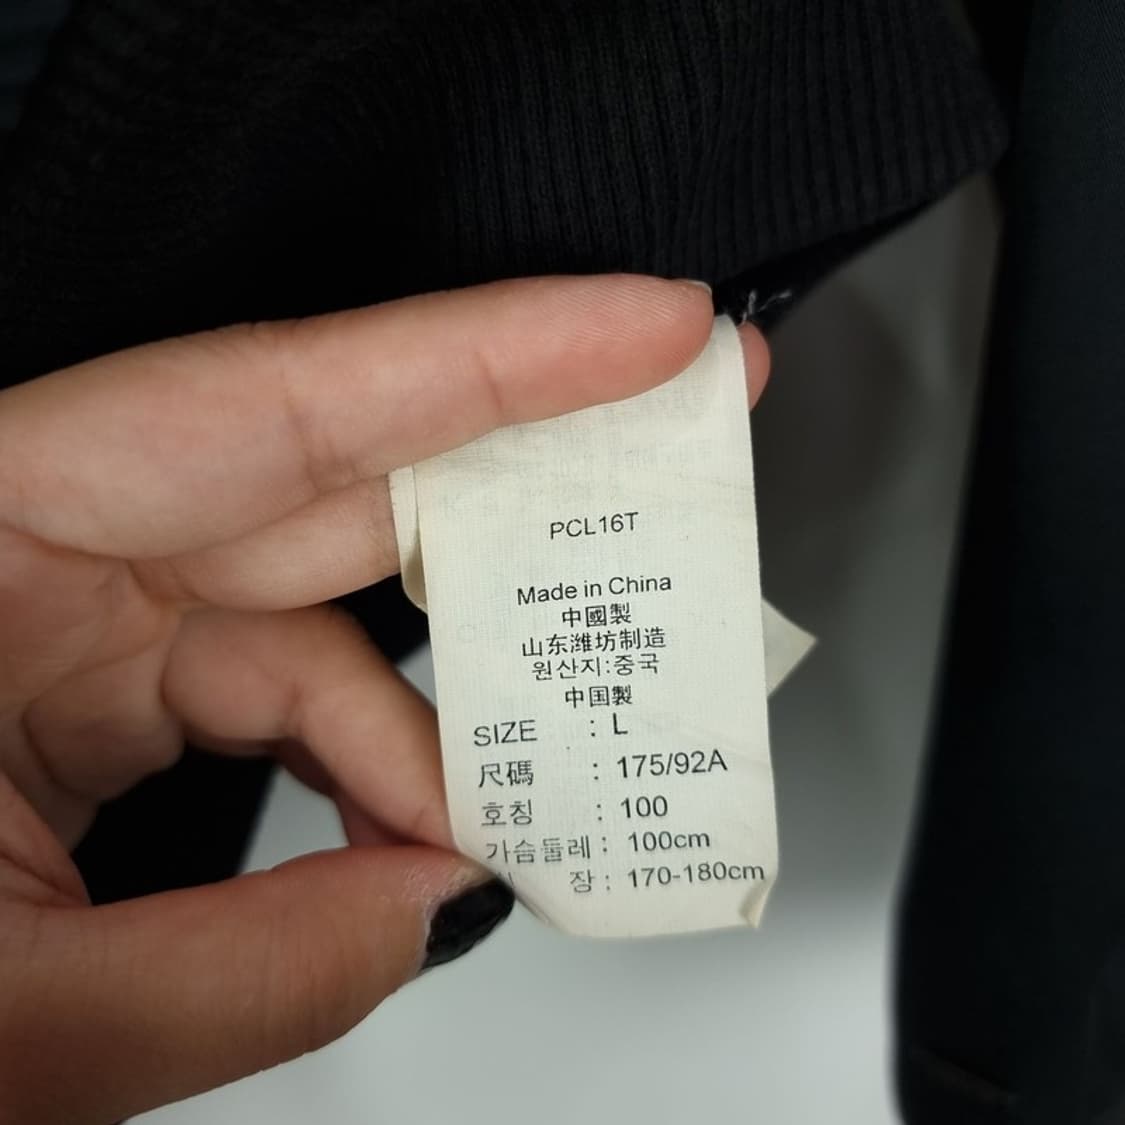 PCL16T
Made in China
中國製
山东潍坊制造
원산지:중국
中国製
SIZE : L
尺碼 : 175/92A
호칭 : 100
가슴둘레 : 100cm
장 : 170-180cm